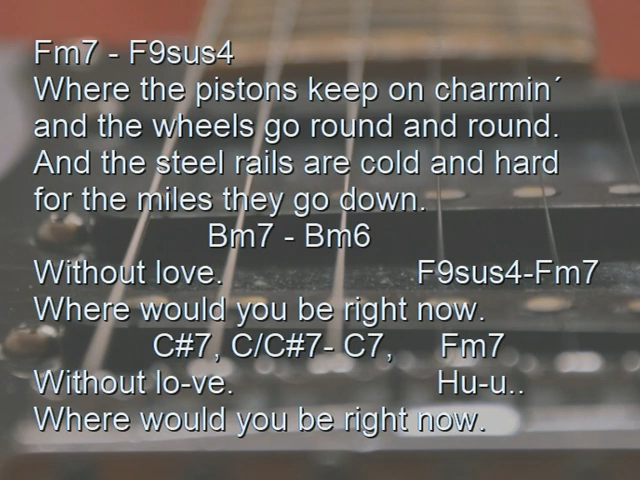 Fm7 - F9sus4
Where the pistons keep on charmin´
and the wheels go round and round.
And the steel rails are cold and hard
for the miles they go down.
Bm7 - Bm6
Without love. F9sus4-Fm7
Where would you be right now.
C#7, C/C#7- C7, Fm7
Without lo-ve. Hu-u..
Where would you be right now.